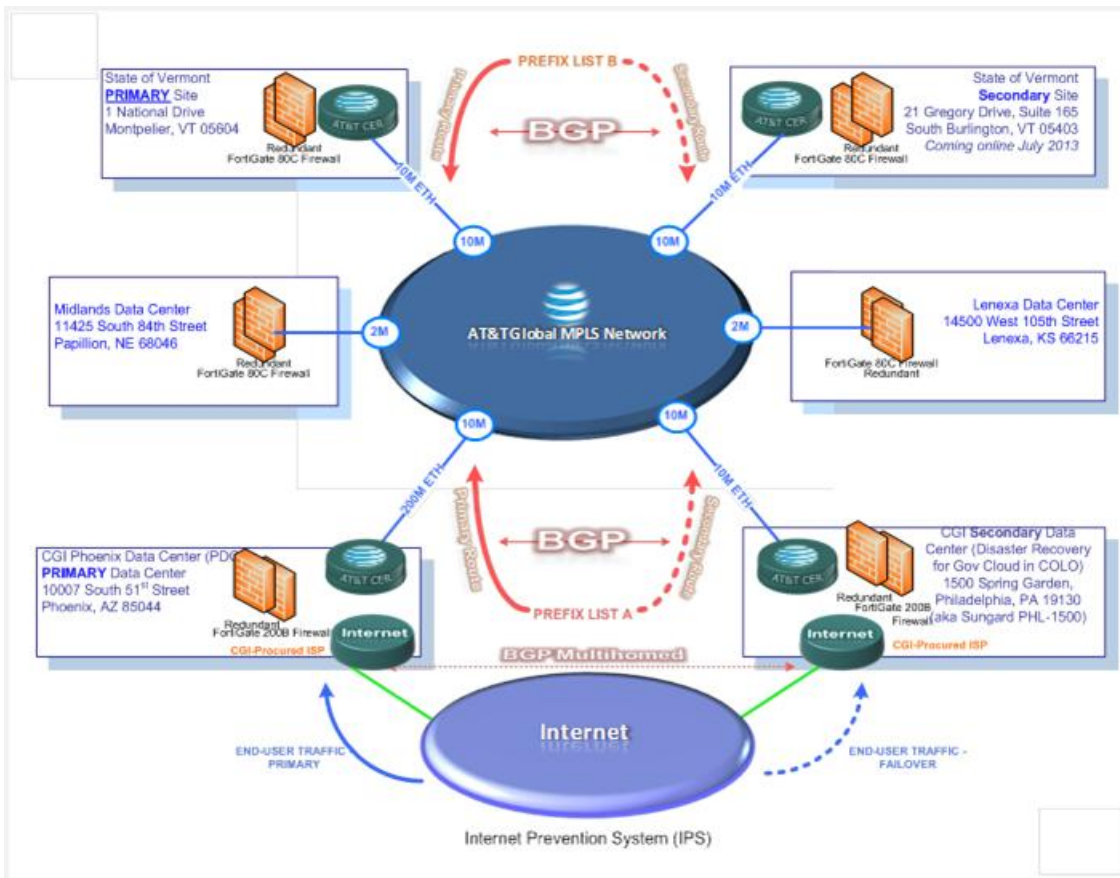 PREFIX LIST B
Primary Route
Secondary Route
BGP
State of Vermont
PRIMARY Site
1 National Drive
Montpelier, VT 05604
AT&T CER
Redundant
FortiGate 80C Firewall
10M ETH
10M
State of Vermont
Secondary Site
21 Gregory Drive, Suite 165
South Burlington, VT 05403
Coming online July 2013
AT&T CER
Redundant
FortiGate 80C Firewall
10M ETH
10M
Midlands Data Center
11425 South 84th Street
Papillion, NE 68046
Redundant
FortiGate 80C Firewall
2M
AT&T Global MPLS Network
2M
Lenexa Data Center
14500 West 105th Street
Lenexa, KS 66215
FortiGate 80C Firewall
Redundant
10M
10M
200M ETH
10M ETH
Primary Route
Secondary Route
BGP
PREFIX LIST A
CGI Phoenix Data Center (PDC
PRIMARY Data Center
10007 South 51st Street
Phoenix, AZ 85044
AT&T CER
Redundant
FortiGate 200B Firewall
Internet
CGI-Procured ISP
CGI Secondary Data
Center (Disaster Recovery
for Gov Cloud in COLO)
1500 Spring Garden,
Philadelphia, PA 19130
(aka Sungard PHL-1500)
AT&T CER
Redundant
FortiGate 200B
Firewall
Internet
CGI-Procured ISP
BGP Multihomed
Internet
END-USER TRAFFIC -
PRIMARY
END-USER TRAFFIC -
FAILOVER
Internet Prevention System (IPS)